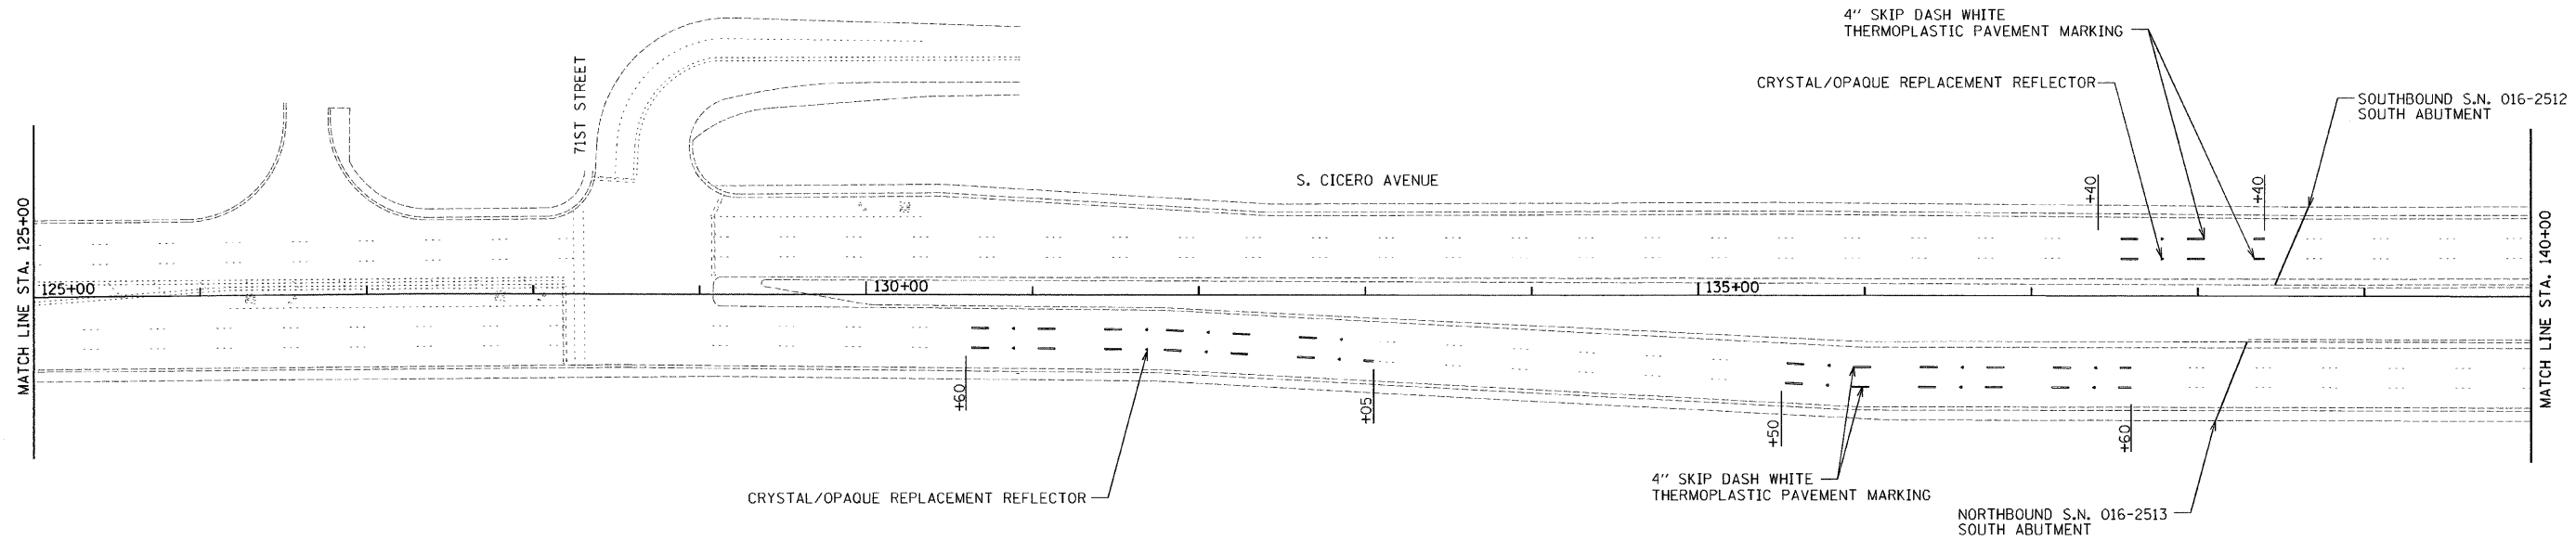 4" SKIP DASH WHITE
THERMOPLASTIC PAVEMENT MARKING
CRYSTAL/OPAQUE REPLACEMENT REFLECTOR
SOUTHBOUND S.N. 016-2512
SOUTH ABUTMENT
71ST STREET
S. CICERO AVENUE
+40
+40
MATCH LINE STA. 125+00
125+00
130+00
135+00
MATCH LINE STA. 140+00
+60
+05
+50
+60
4" SKIP DASH WHITE
THERMOPLASTIC PAVEMENT MARKING
CRYSTAL/OPAQUE REPLACEMENT REFLECTOR
NORTHBOUND S.N. 016-2513
SOUTH ABUTMENT